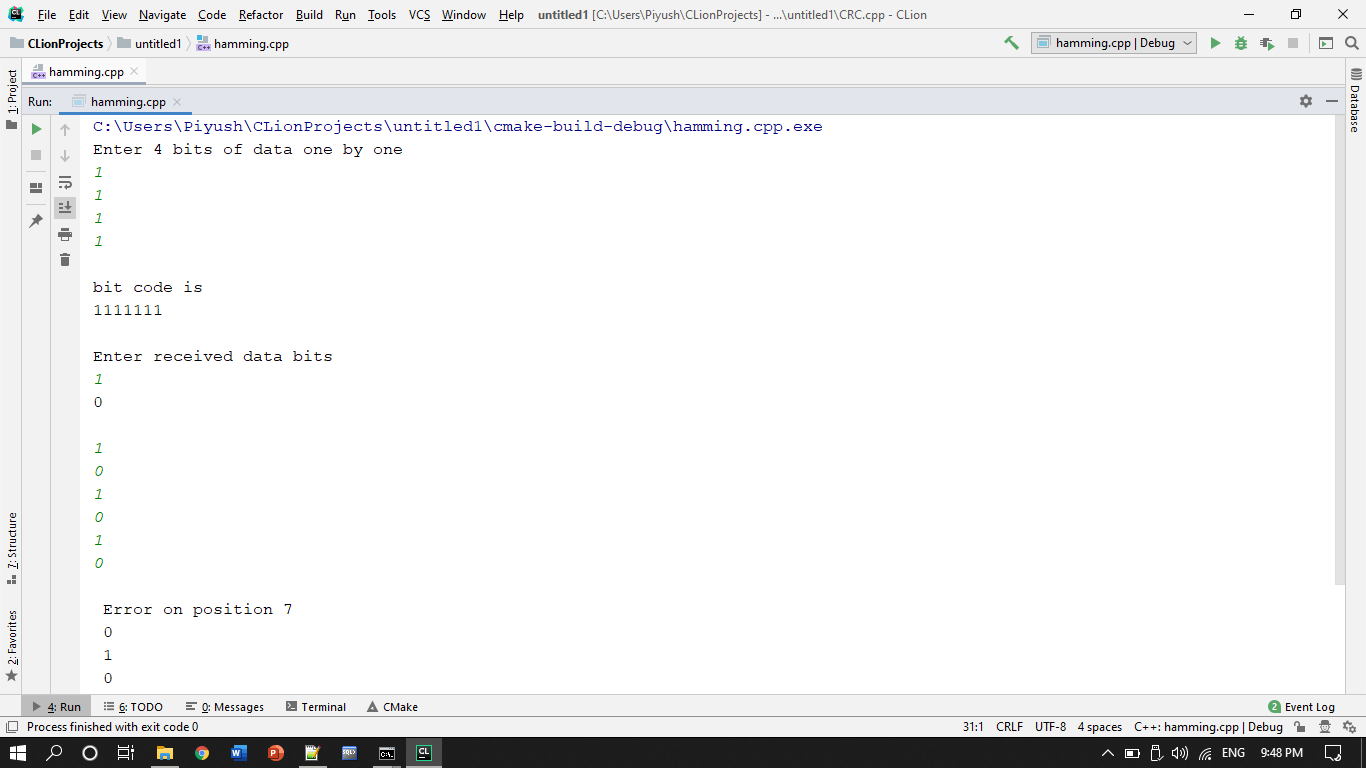 File Edit View Navigate Code Refactor Build Run Tools VCS Window Help untitled1 [C:\Users\Piyush\CLionProjects] - ...\untitled1\CRC.cpp - CLion
CLionProjects untitled1 hamming.cpp hamming.cpp | Debug
hamming.cpp
1: Project
Database
Run: hamming.cpp
C:\Users\Piyush\CLionProjects\untitled1\cmake-build-debug\hamming.cpp.exe
Enter 4 bits of data one by one
1
1
1
1
bit code is
1111111
Enter received data bits
1
0
1
0
1
0
1
0
Error on position 7
0
1
0
7: Structure
2: Favorites
4: Run 6: TODO 0: Messages Terminal CMake 2 Event Log
Process finished with exit code 0 31:1 CRLF UTF-8 4 spaces C++: hamming.cpp | Debug
ENG 9:48 PM